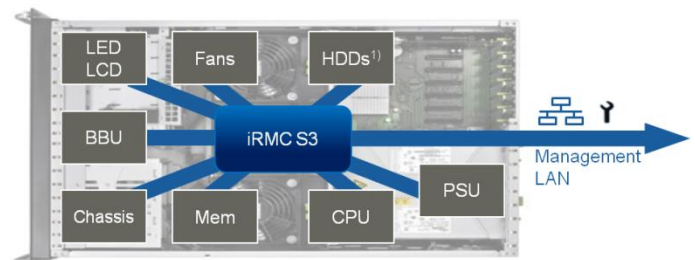 LED
LCD
Fans
HDDs¹⁾
BBU
iRMC S3
Management
LAN
PSU
Chassis
Mem
CPU